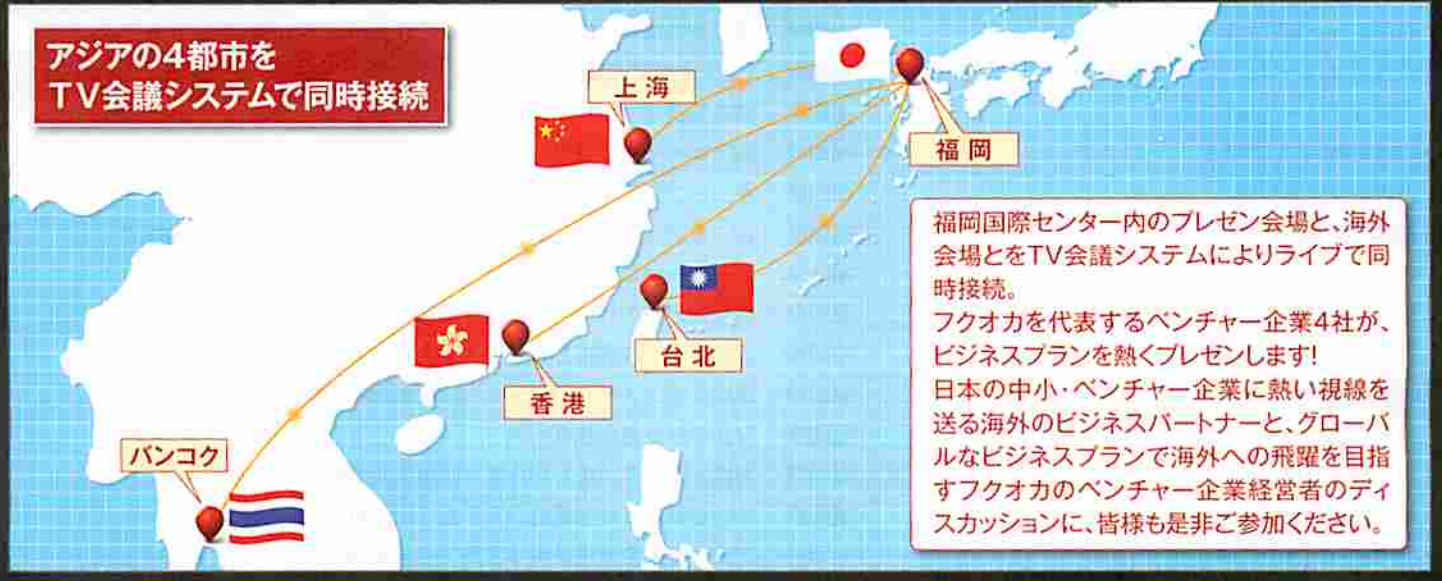 アジアの4都市を
TV会議システムで同時接続
上海
福岡
台北
香港
バンコク
福岡国際センター内のプレゼン会場と、海外
会場とをTV会議システムによりライブで同
時接続。
フクオカを代表するベンチャー企業4社が、
ビジネスプランを熱くプレゼンします!
日本の中小・ベンチャー企業に熱い視線を
送る海外のビジネスパートナーと、グローバ
ルなビジネスプランで海外への飛躍を目指
すフクオカのベンチャー企業経営者のディ
スカッションに、皆様も是非ご参加ください。